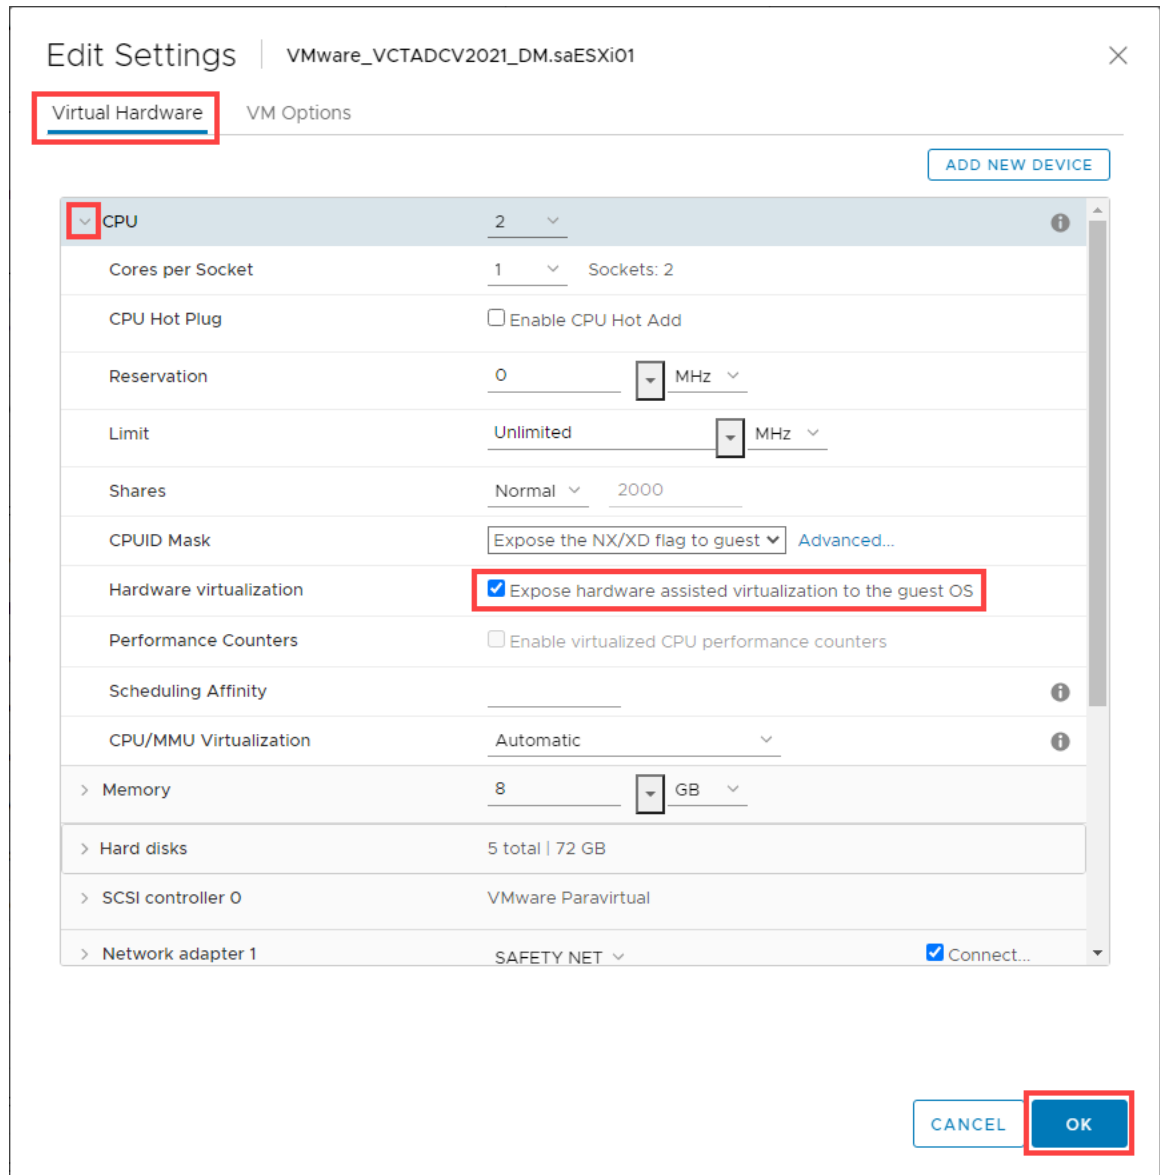 Edit Settings VMware_VCTADCV2021_DM.saESXi01
Virtual Hardware VM Options
ADD NEW DEVICE
CPU 2
Cores per Socket 1 Sockets: 2
CPU Hot Plug Enable CPU Hot Add
Reservation 0 MHz
Limit Unlimited MHz
Shares Normal 2000
CPUID Mask Expose the NX/XD flag to guest Advanced...
Hardware virtualization Expose hardware assisted virtualization to the guest OS
Performance Counters Enable virtualized CPU performance counters
Scheduling Affinity
CPU/MMU Virtualization Automatic
Memory 8 GB
Hard disks 5 total | 72 GB
SCSI controller 0 VMware Paravirtual
Network adapter 1 SAFETY NET Connect...
CANCEL OK